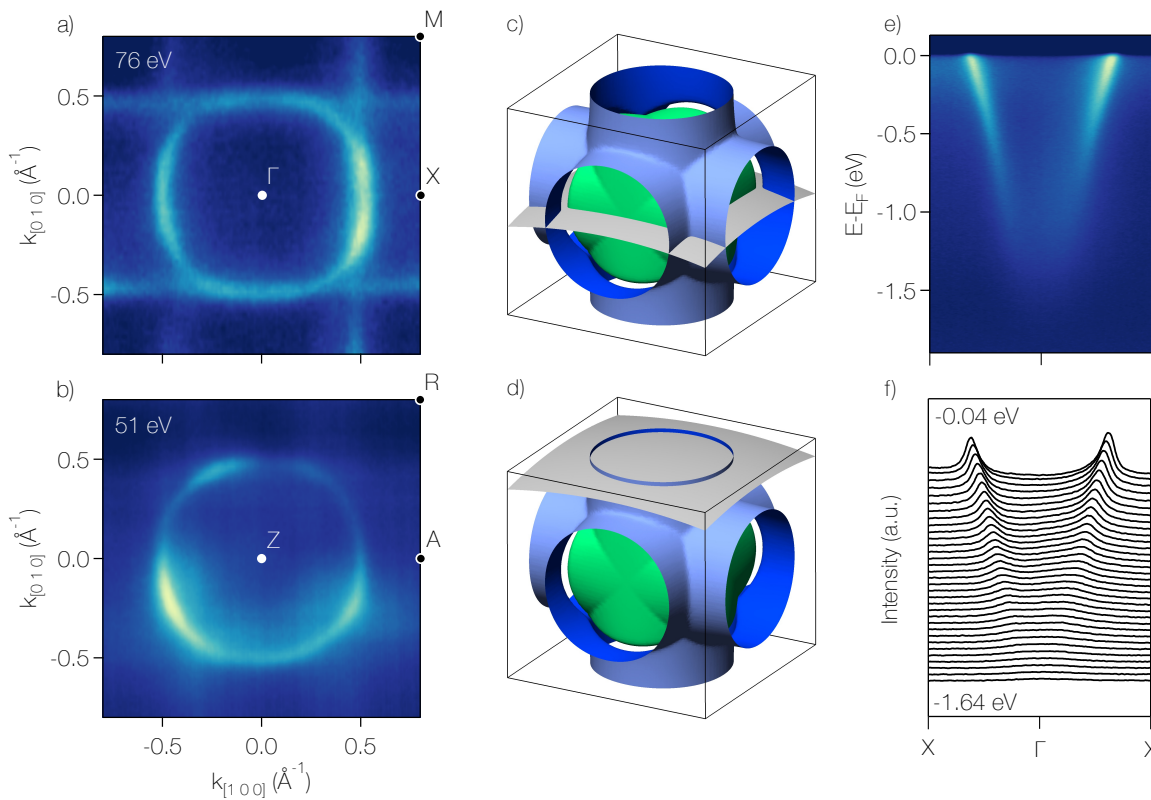 a)
76 eV
M
X
Γ
0.5
0.0
-0.5
k[0 1 0] (Å-1)
b)
51 eV
R
A
Z
0.5
0.0
-0.5
k[0 1 0] (Å-1)
-0.5 0.0 0.5
k[1 0 0] (Å-1)
c)
d)
e)
0.0
-0.5
-1.0
-1.5
E-EF (eV)
f)
-0.04 eV
Intensity (a.u.)
-1.64 eV
X Γ X